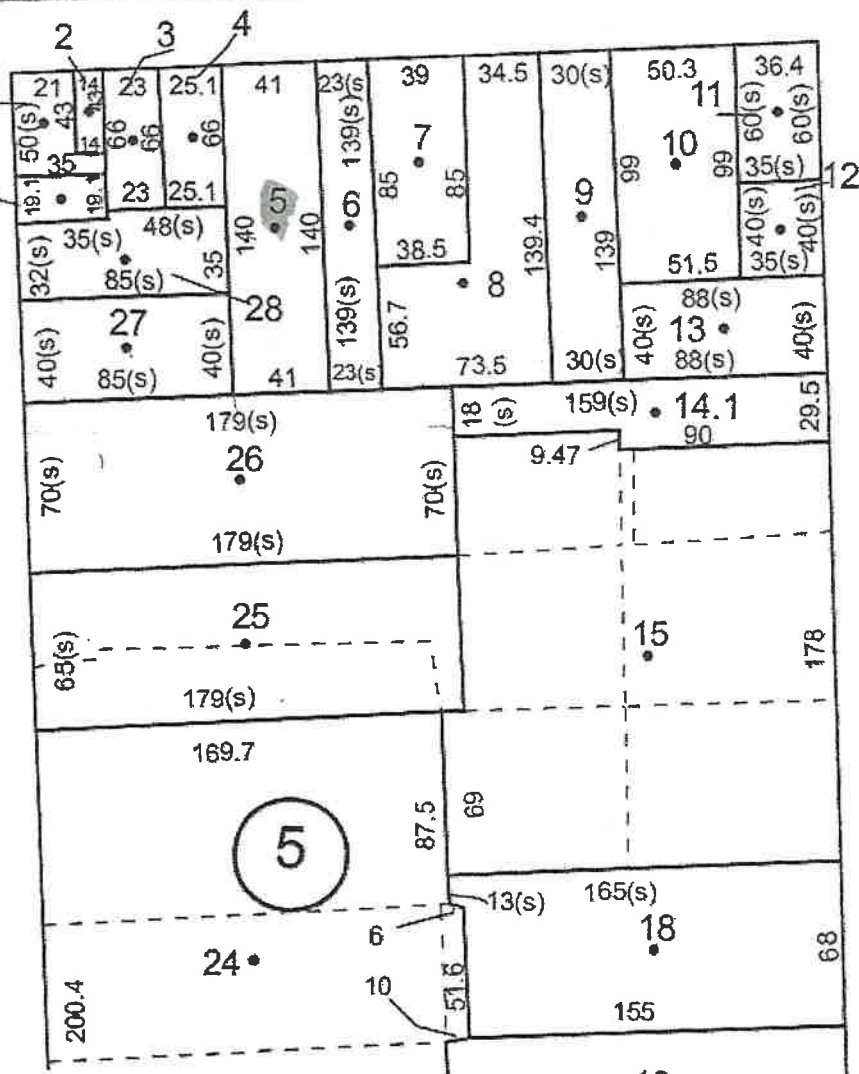 2 3 4
21 14 23 25.1 41 23(s 39 34.5 30(s) 50.3 36.4
50(s) 43 66 66 66 139(s) 7 11 60(s) 60(s)
14 85 85 99 10 99
35 35(s)
19.1 19.1 23 25.1 5 6 9 12
35(s) 48(s) 140 140 38.5 139.4 139 40(s) 40(s)
32(s) 85(s) 35 51.5 35(s)
28 139(s) 56.7 8 88(s)
27 40(s) 13 40(s)
40(s) 85(s) 40(s) 41 23(s 73.5 30(s) 88(s)
179(s) 18 (s) 159(s) 14.1 29.5
90
26 9.47
70(s) 70(s)
179(s)
25 15
65(s) 178
179(s)
169.7
87.5 69
5
13(s) 165(s)
6
24 18 68
10 51.6
200.4 155